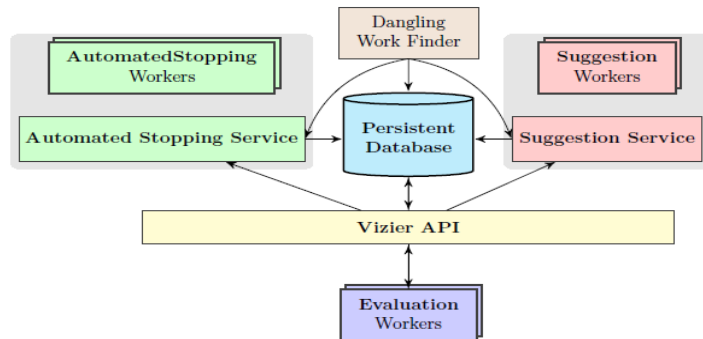 Dangling
Work Finder
AutomatedStopping
Workers
Suggestion
Workers
Automated Stopping Service
Persistent
Database
Suggestion Service
Vizier API
Evaluation
Workers